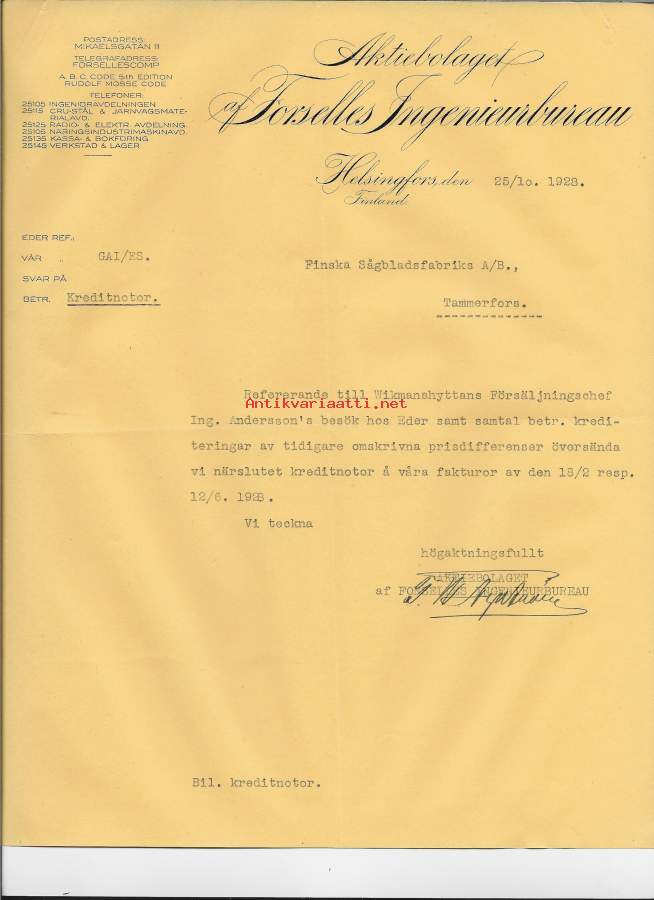 POSTADRESS:
MIKAELSGATAN 11
TELEGRAFADRESS:
FORSELLESCOMP
A.B.C. CODE 5th EDITION
RUDOLF MOSSE CODE
TELEFONER:
25105 INGENIÖRAVDELNINGEN
25115 CRU-STÅL & JÄRNVÄGSMATE-
RIALAVD.
25125 RADIO- & ELEKTR. AVDELNING
25106 NÄRINGSINDUSTRIMASKINAVD.
25135 KASSA- & BOKFÖRING
25145 VERKSTAD & LAGER
Aktiebolaget
af Forselles Ingenieurbureau
Helsingfors, den 25/10. 1928.
Finland.
EDER REF.:
VÅR „ GAI/ES.
SVAR PÅ
BETR. Kreditnotor.
Finska Sågbladsfabriks A/B.,
Tammerfors.
Refererande till Wikmanshyttans Försäljningschef
Antikvariaatti.net
Ing. Andersson's besök hos Eder samt samtal betr. kredi-
teringar av tidigare omskrivna prisdifferenser översända
vi närslutet kreditnotor å våra fakturor av den 18/2 resp.
12/6. 1928.
Vi teckna
högaktningsfullt
AKTIEBOLAGET
af FORSELLES INGENIEURBUREAU
Bil. kreditnotor.